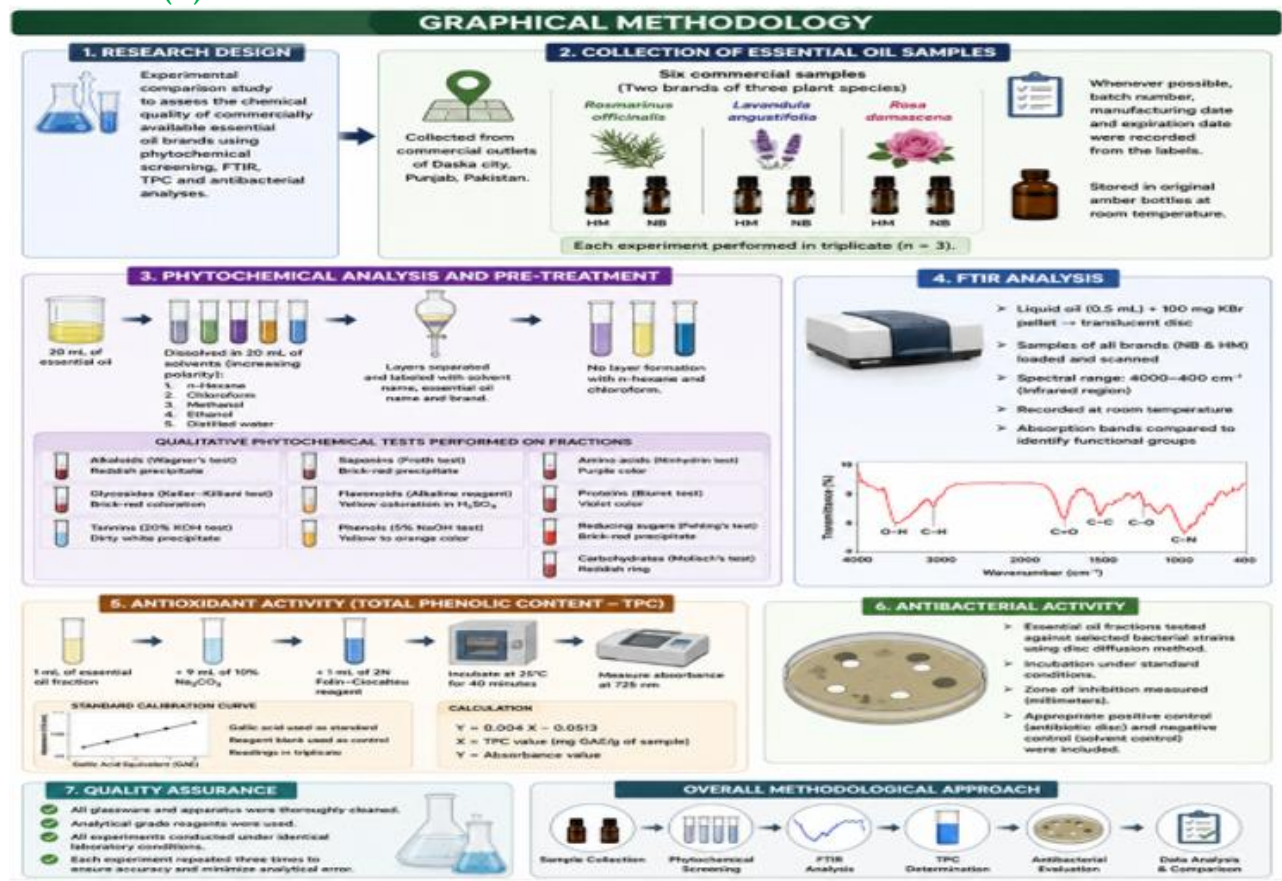 GRAPHICAL METHODOLOGY
1. RESEARCH DESIGN
Experimental
comparison study
to assess the chemical
quality of commercially
available essential
oil brands using
phytochemical
screening, FTIR,
TPC and antibacterial
analyses.
2. COLLECTION OF ESSENTIAL OIL SAMPLES
Collected from
commercial outlets
of Daska city,
Punjab, Pakistan.
Six commercial samples
(Two brands of three plant species)
Rosmarinus
officinalis
Lavandula
angustifolia
Rosa
damascena
HM NB HM NB HM NB
Each experiment performed in triplicate (n = 3).
Whenever possible,
batch number,
manufacturing date
and expiration date
were recorded
from the labels.
Stored in original
amber bottles at
room temperature.
3. PHYTOCHEMICAL ANALYSIS AND PRE-TREATMENT
20 mL of
essential oil
Dissolved in 20 mL of
solvents (increasing
polarity):
1. n-Hexane
2. Chloroform
3. Methanol
4. Ethanol
5. Distilled water
Layers separated
and labeled with solvent
name, essential oil
name and brand.
No layer formation
with n-hexane and
chloroform.
QUALITATIVE PHYTOCHEMICAL TESTS PERFORMED ON FRACTIONS
Alkaloids (Wagner's test)
Reddish precipitate
Saponins (Froth test)
Brick-red precipitate
Amino acids (Ninhydrin test)
Purple color
Glycosides (Keller-Killiani test)
Brick-red coloration
Flavonoids (Alkaline reagent)
Yellow coloration in H₂SO₄
Proteins (Biuret test)
Violet color
Tannins (20% KOH test)
Dirty white precipitate
Phenols (5% NaOH test)
Yellow to orange color
Reducing sugars (Fehling's test)
Brick-red precipitate
Carbohydrates (Molisch's test)
Reddish ring
4. FTIR ANALYSIS
➤ Liquid oil (0.5 mL) + 100 mg KBr
pellet → translucent disc
➤ Samples of all brands (NB & HM)
loaded and scanned
➤ Spectral range: 4000–400 cm⁻¹
(Infrared region)
➤ Recorded at room temperature
➤ Absorption bands compared to
identify functional groups
Transmittance (%)
O–H C–H C=O C–C C–O C–N
4000 3000 2000 1500 1000 400
Wavenumber (cm⁻¹)
5. ANTIOXIDANT ACTIVITY (TOTAL PHENOLIC CONTENT – TPC)
1 mL of essential
oil fraction
+ 9 mL of 10%
Na₂CO₃
+ 1 mL of 2N
Folin–Ciocalteu
reagent
Incubate at 25°C
for 40 minutes
Measure absorbance
at 725 nm
STANDARD CALIBRATION CURVE
Gallic acid used as standard
Reagent blank used as control
Readings in triplicate
Gallic Acid Equivalent (GAE)
CALCULATION
Y = 0.004 X – 0.0513
X = TPC value (mg GAE/g of sample)
Y = Absorbance value
6. ANTIBACTERIAL ACTIVITY
➤ Essential oil fractions tested
against selected bacterial strains
using disc diffusion method.
➤ Incubation under standard
conditions.
➤ Zone of inhibition measured
(millimeters).
➤ Appropriate positive control
(antibiotic disc) and negative
control (solvent control)
were included.
7. QUALITY ASSURANCE
All glassware and apparatus were thoroughly cleaned.
Analytical grade reagents were used.
All experiments conducted under identical
laboratory conditions.
Each experiment repeated three times to
ensure accuracy and minimize analytical error.
OVERALL METHODOLOGICAL APPROACH
Sample Collection
Phytochemical
Screening
FTIR
Analysis
TPC
Determination
Antibacterial
Evaluation
Data Analysis
& Comparison